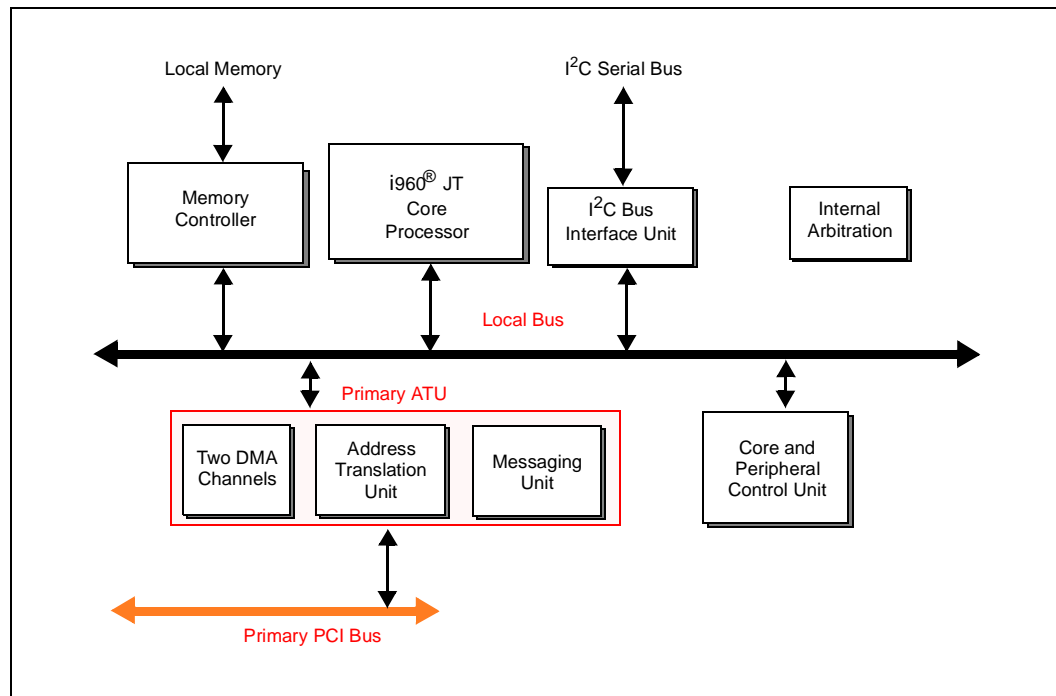 Local Memory
I²C Serial Bus
Memory
Controller
i960® JT
Core
Processor
I²C Bus
Interface Unit
Internal
Arbitration
Local Bus
Primary ATU
Two DMA
Channels
Address
Translation
Unit
Messaging
Unit
Core and
Peripheral
Control Unit
Primary PCI Bus